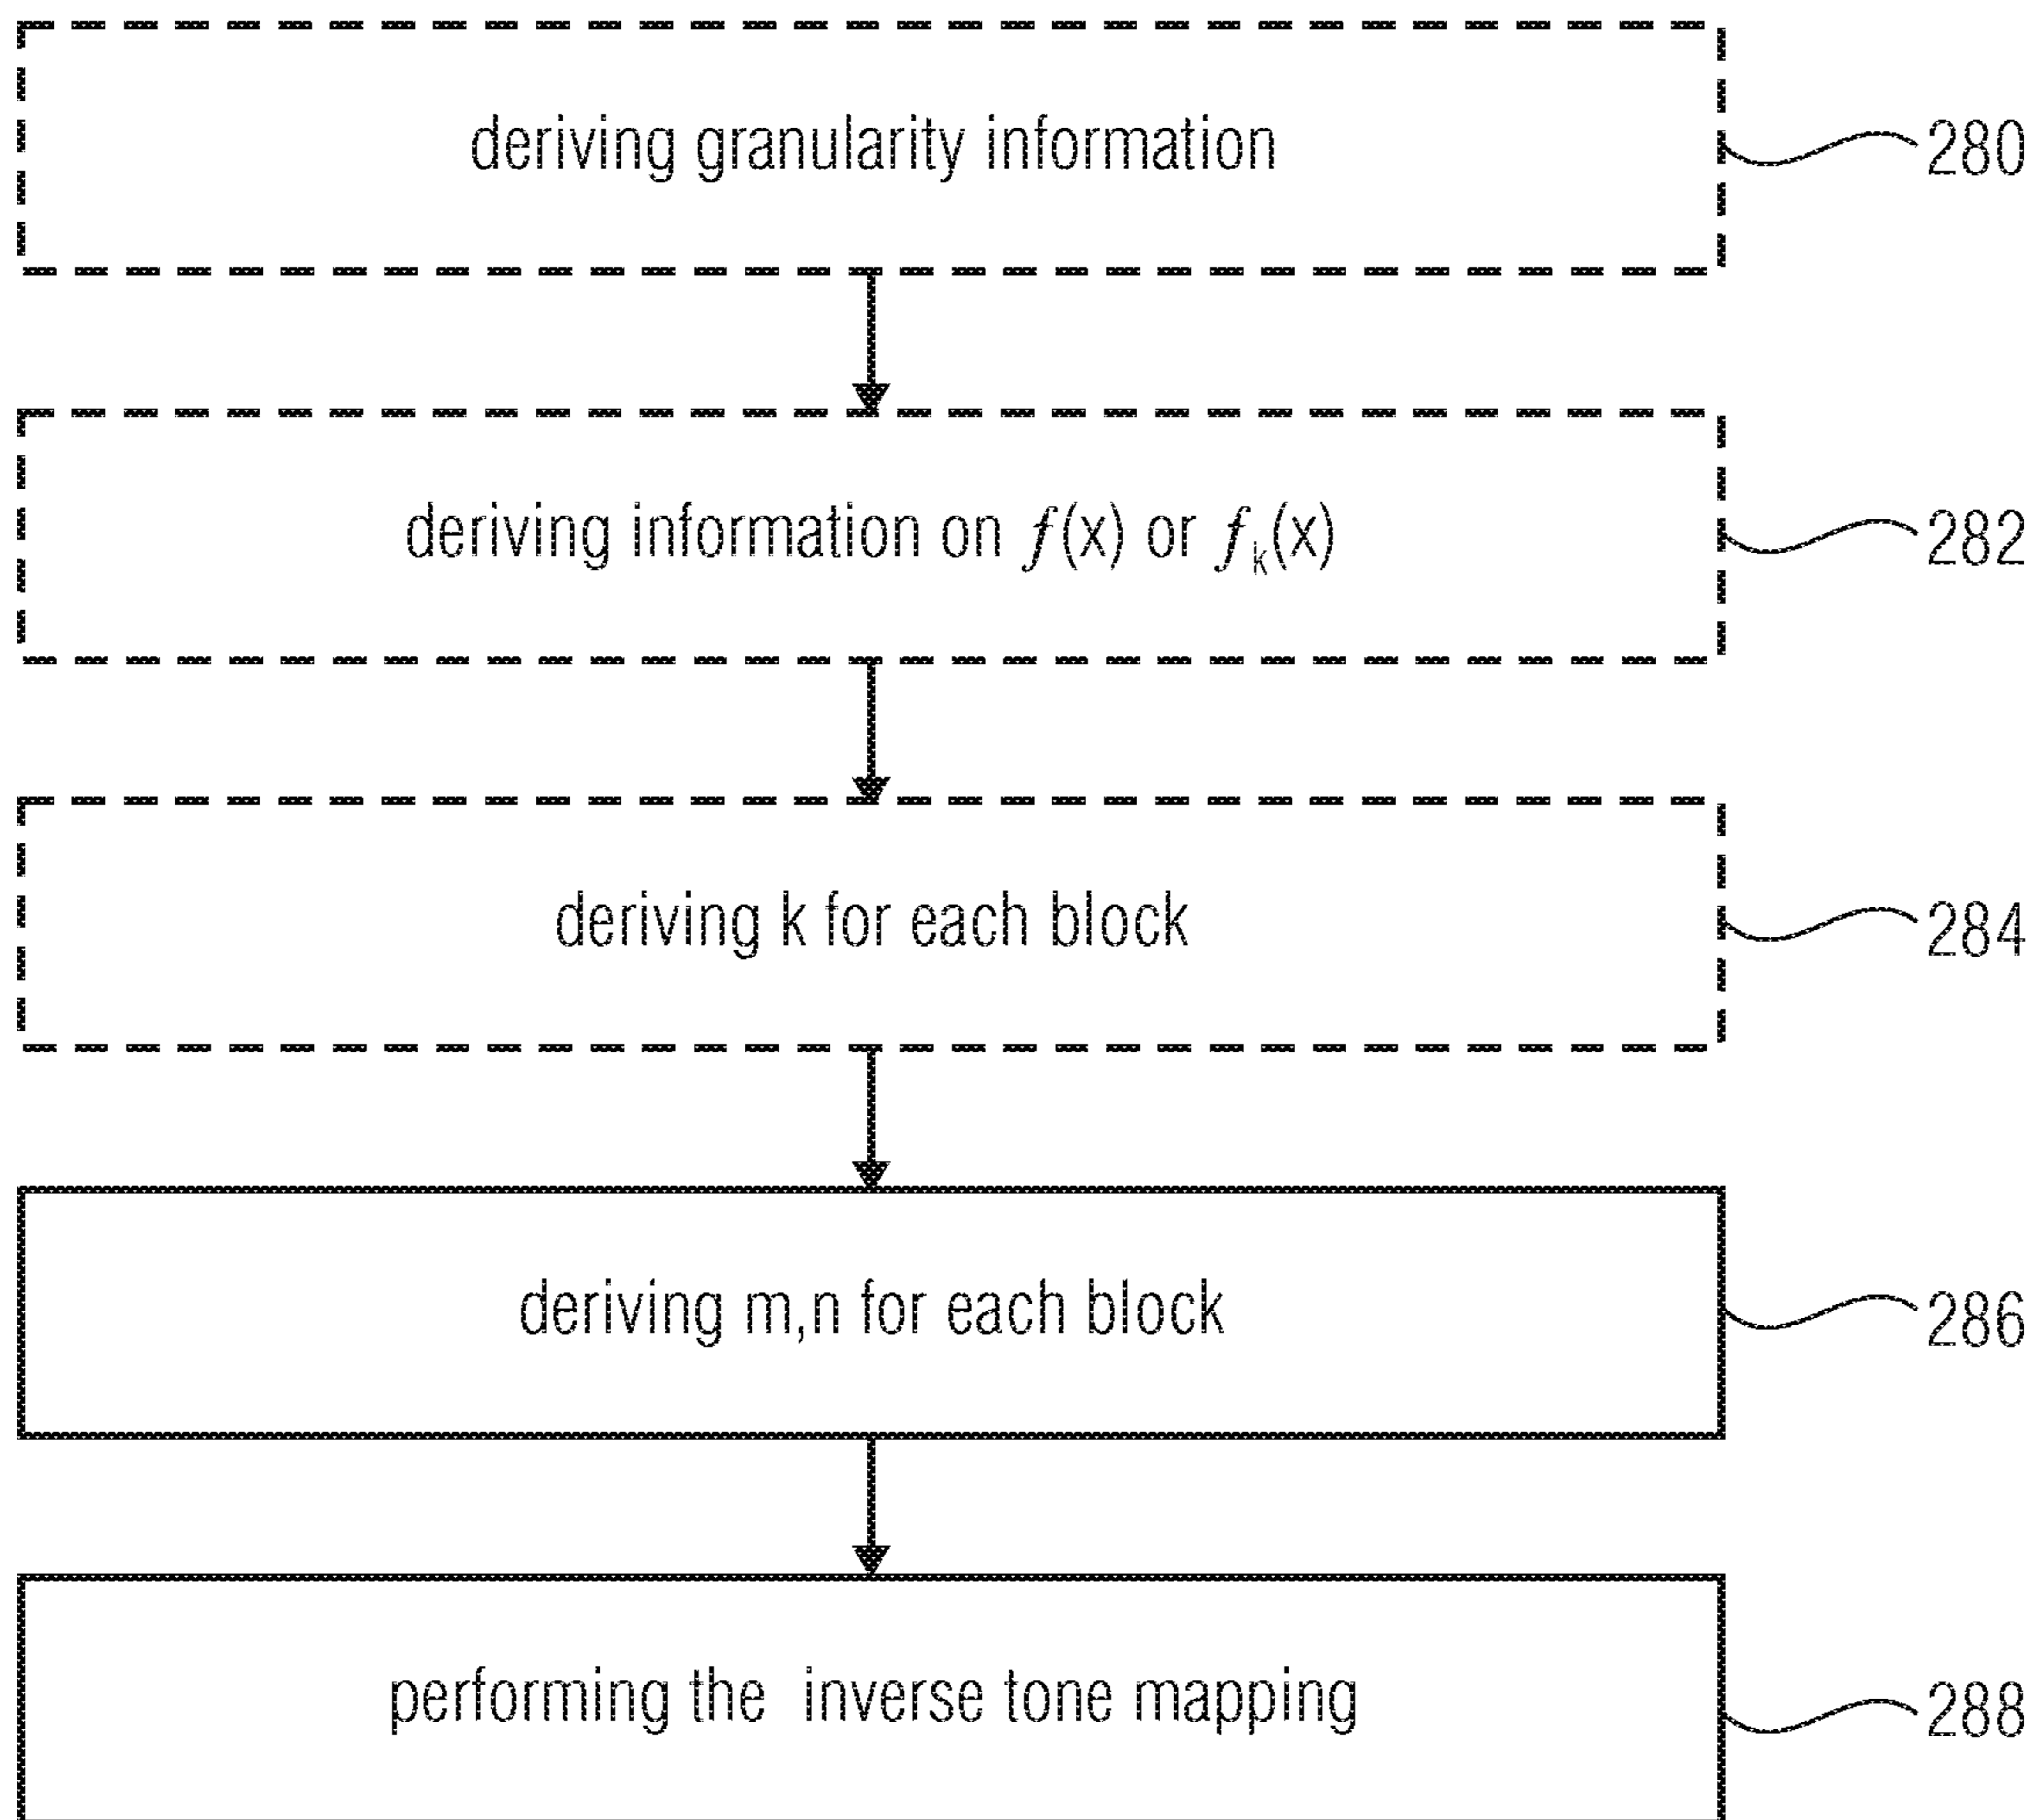 deriving granularity information
280
deriving information on f(x) or fₖ(x)
282
deriving k for each block
284
deriving m,n for each block
286
performing the inverse tone mapping
288